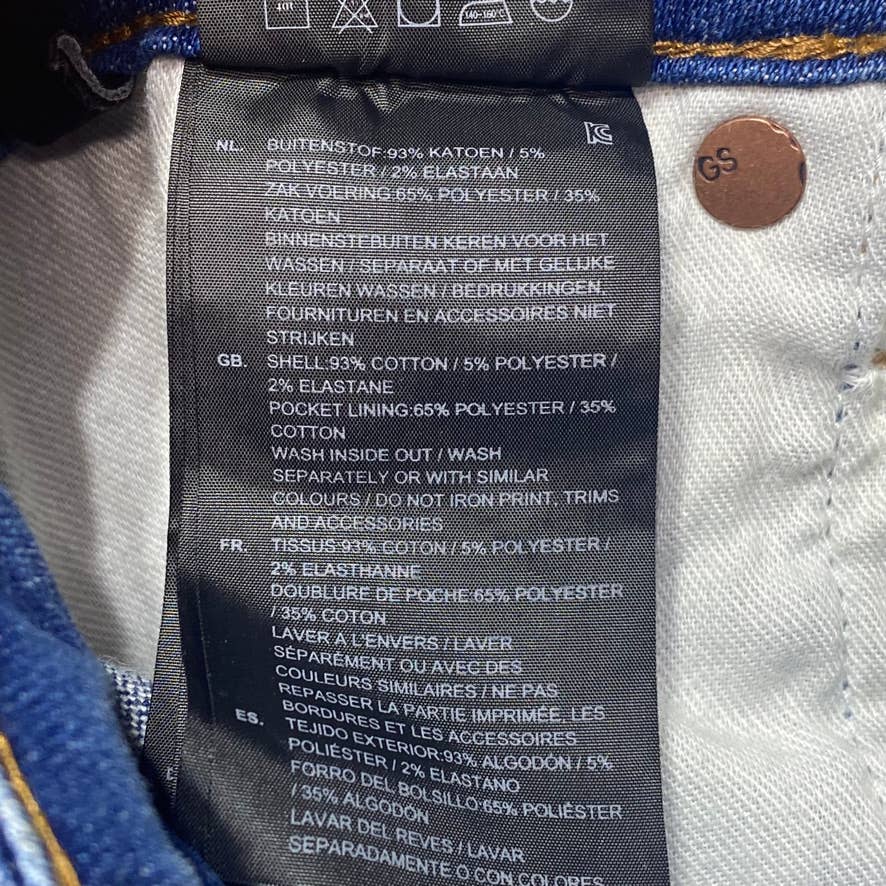 140-160°C
NL. BUITENSTOF:93% KATOEN / 5%
POLYESTER / 2% ELASTAAN
ZAK VOERING:65% POLYESTER / 35%
KATOEN
BINNENSTEBUITEN KEREN VOOR HET
WASSEN / SEPARAAT OF MET GELIJKE
KLEUREN WASSEN / BEDRUKKINGEN,
FOURNITUREN EN ACCESSOIRES NIET
STRIJKEN
GB. SHELL:93% COTTON / 5% POLYESTER /
2% ELASTANE
POCKET LINING:65% POLYESTER / 35%
COTTON
WASH INSIDE OUT / WASH
SEPARATELY OR WITH SIMILAR
COLOURS / DO NOT IRON PRINT, TRIMS
AND ACCESSORIES
FR. TISSUS:93% COTON / 5% POLYESTER /
2% ELASTHANNE
DOUBLURE DE POCHE:65% POLYESTER
/ 35% COTON
LAVER A L'ENVERS / LAVER
SÉPARÉMENT OU AVEC DES
COULEURS SIMILAIRES / NE PAS
REPASSER LA PARTIE IMPRIMÉE, LES
BORDURES ET LES ACCESSOIRES
ES. TEJIDO EXTERIOR:93% ALGODÓN / 5%
POLIÉSTER / 2% ELASTANO
FORRO DEL BOLSILLO:65% POLIÉSTER
/ 35% ALGODÓN
LAVAR DEL REVES / LAVAR
SEPARADAMENTE O CON COLORES
GS